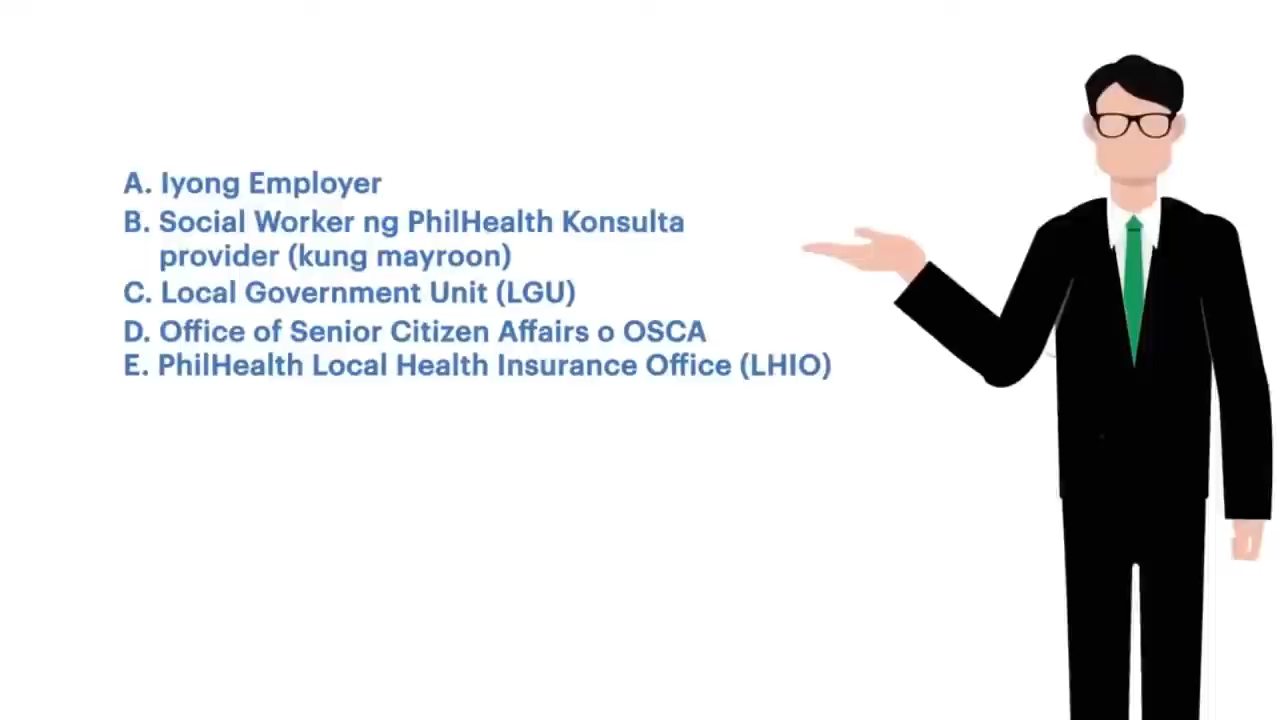 A. Iyong Employer
B. Social Worker ng PhilHealth Konsulta
provider (kung mayroon)
C. Local Government Unit (LGU)
D. Office of Senior Citizen Affairs o OSCA
E. PhilHealth Local Health Insurance Office (LHIO)